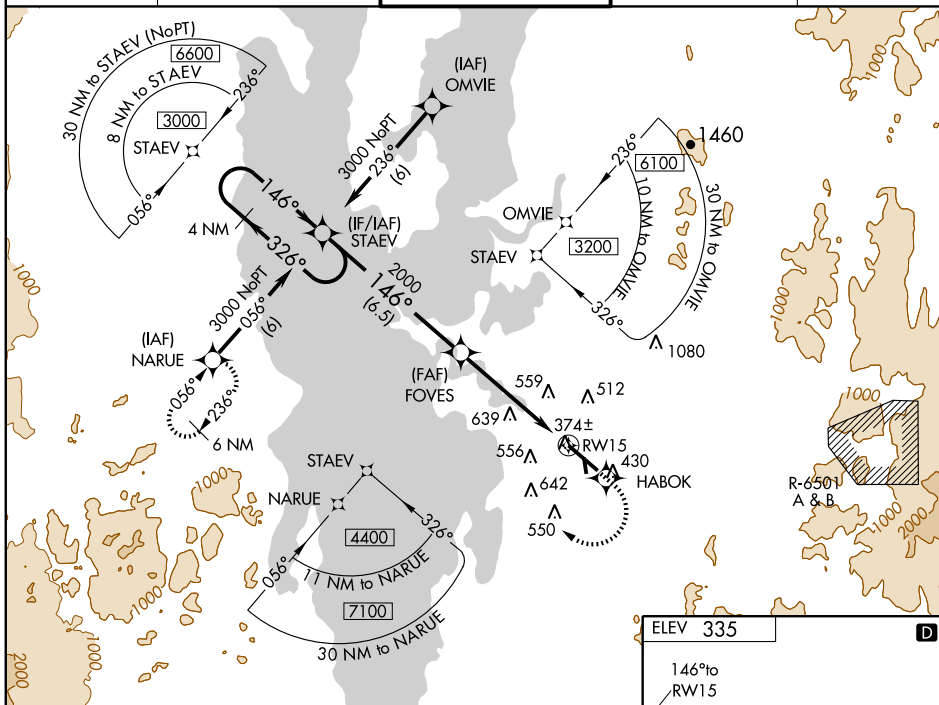 30 NM to STAEV (NoPT)
6600
8 NM to STAEV
236°
3000
STAEV
056°
(IAF)
OMVIE
3000 NoPT
236°
(6)
1000
1460
236°
6100
10 NM to OMVIE
30 NM to OMVIE
OMVIE
3200
STAEV
326°
1080
146°
4 NM
(IF/IAF)
STAEV
326°
2000
146°
(6.5)
3000 NoPT
056°
(6)
(IAF)
NARUE
056°
236°
6 NM
(FAF)
FOVES
559
512
639
374±
RW15
556
430
642
HABOK
550
1000
1000
1000
R-6501
A & B
1000
2000
STAEV
NARUE
326°
4400
056°
11 NM to NARUE
7100
30 NM to NARUE
1000
1000
1000
2000
ELEV 335
D
146° to
RW15